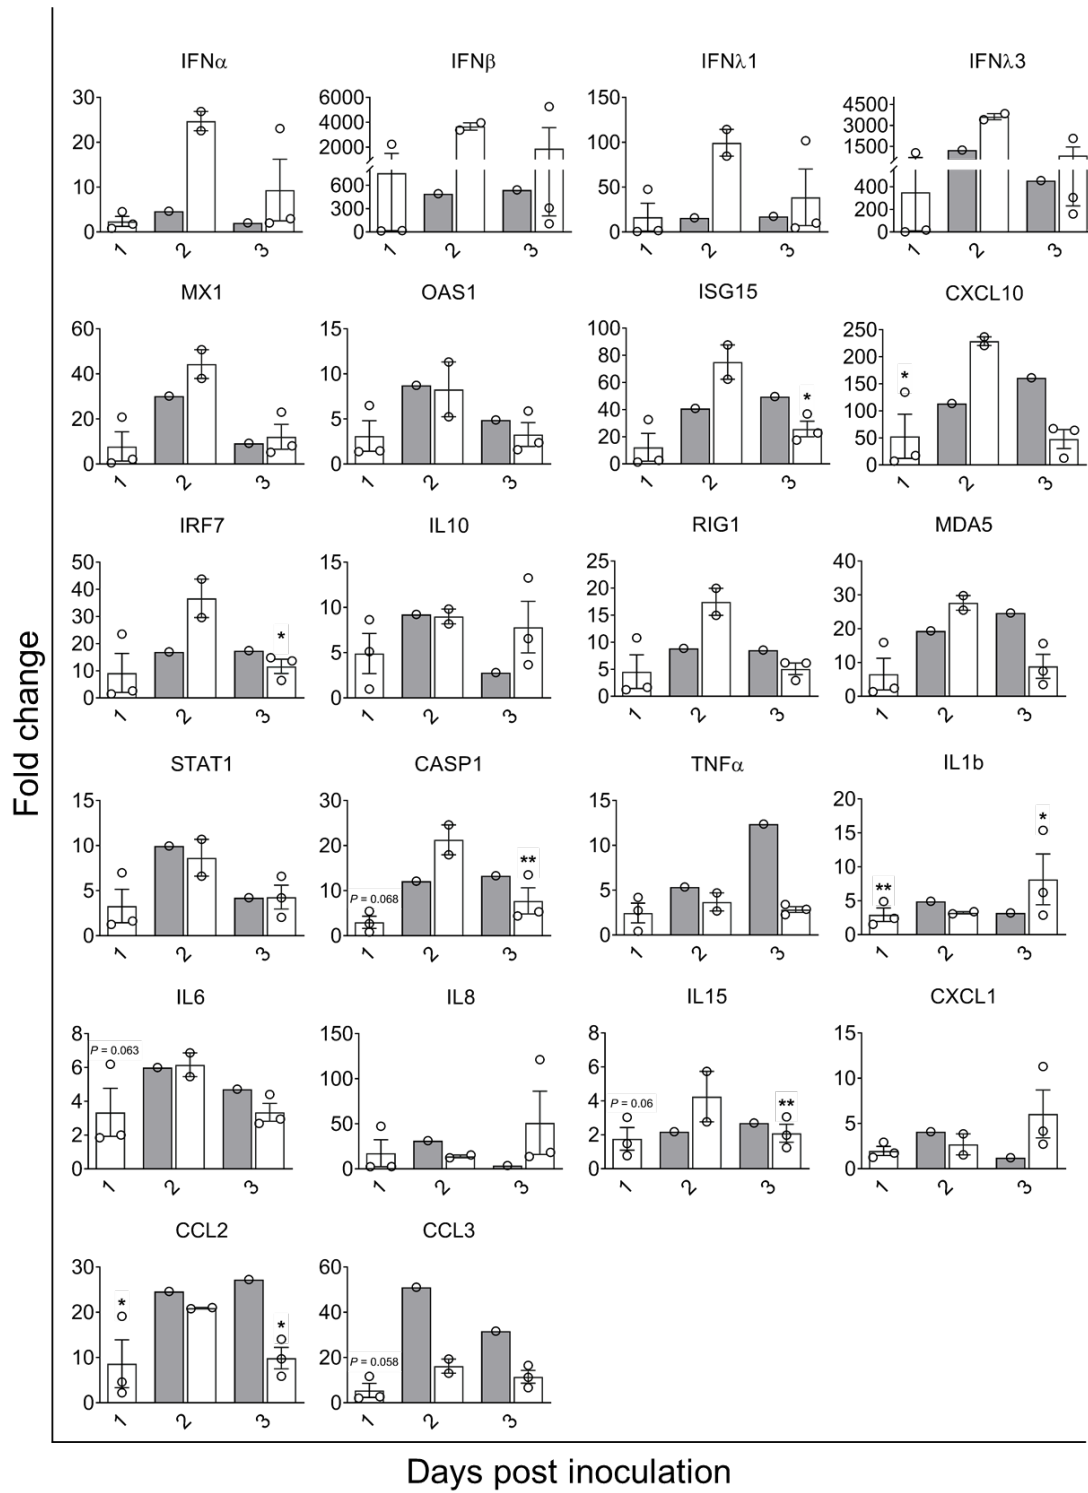 IFNα IFNβ IFNλ1 IFNλ3
30 20 10 0
6000 4000 2000 600 300 0
150 100 50 0
4500 3000 1500 400 200 0
1 2 3 1 2 3 1 2 3 1 2 3
MX1 OAS1 ISG15 CXCL10
60 40 20 0
15 10 5 0
100 80 60 40 20 0 *
250 200 150 100 50 0 *
1 2 3 1 2 3 1 2 3 1 2 3
IRF7 IL10 RIG1 MDA5
50 40 30 20 10 0 *
15 10 5 0
25 20 15 10 5 0
40 30 20 10 0
1 2 3 1 2 3 1 2 3 1 2 3
Fold change
STAT1 CASP1 TNFα IL1b
15 10 5 0
30 20 10 0 P = 0.068 **
15 10 5 0
20 15 10 5 0 ** *
1 2 3 1 2 3 1 2 3 1 2 3
IL6 IL8 IL15 CXCL1
8 6 4 2 0 P = 0.063
150 100 50 0
8 6 4 2 0 P = 0.06 **
15 10 5 0
1 2 3 1 2 3 1 2 3 1 2 3
CCL2 CCL3
30 20 10 0 * *
60 40 20 0 P = 0.058
1 2 3 1 2 3
Days post inoculation